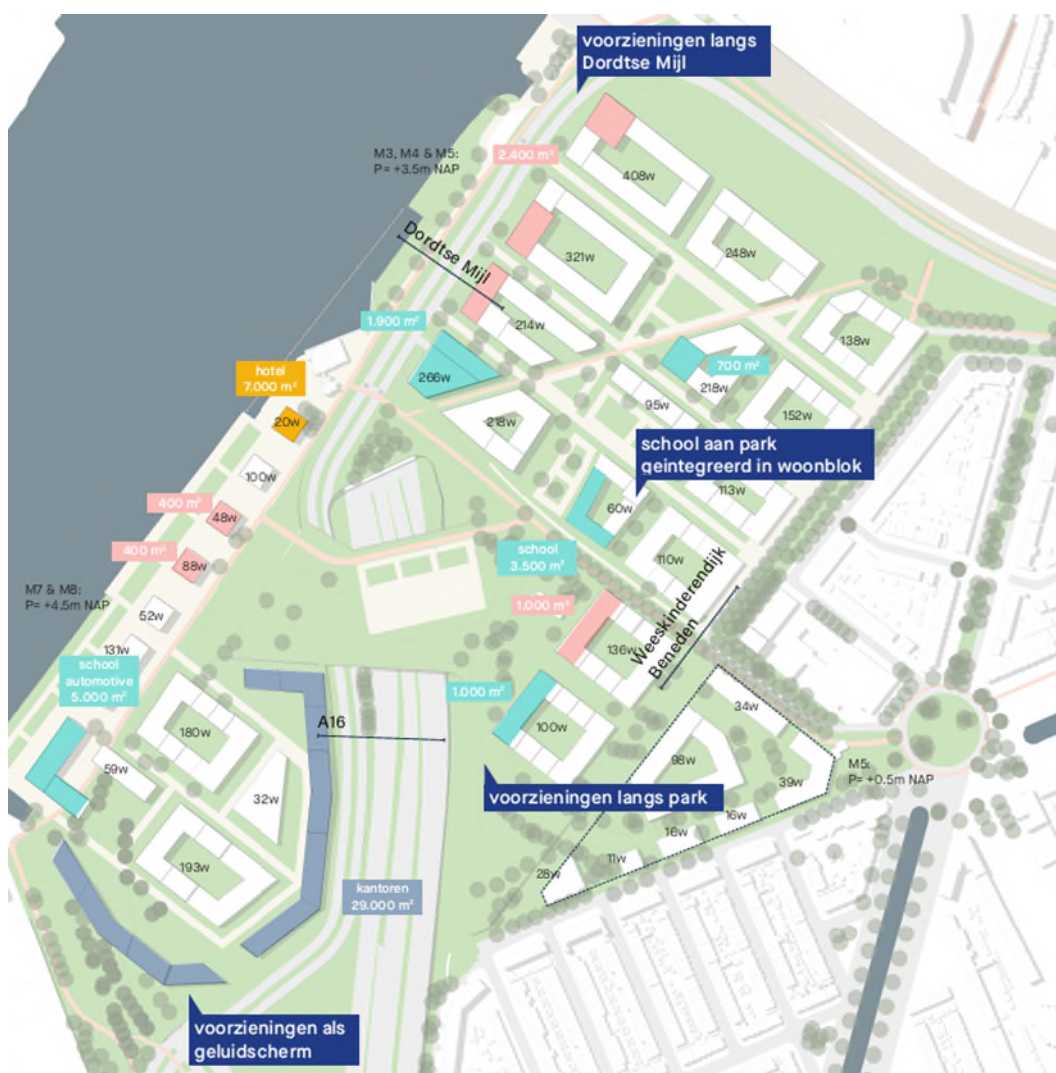 voorzieningen langs
Dordtse Mijl
M3, M4 & M5:
P= +3.5m NAP
2.400 m²
408w
Dordtse Mijl
321w
248w
1.900 m²
214w
138w
hotel
7.000 m²
266w
700 m²
218w
95w
152w
20w
218w
school aan park
geintegreerd in woonblok
100w
113w
400 m²
48w
60w
400 m²
88w
school
3.500 m²
110w
M7 & M8:
P= +4.5m NAP
52w
1.000 m²
Weeskinderendijk
Beneden
131w
136w
school
automotive
5.000 m²
1.000 m²
34w
A16
180w
100w
59w
98w
M5:
P= +0.5m NAP
39w
32w
voorzieningen langs park
16w
16w
193w
11w
28w
kantoren
29.000 m²
voorzieningen als
geluidscherm